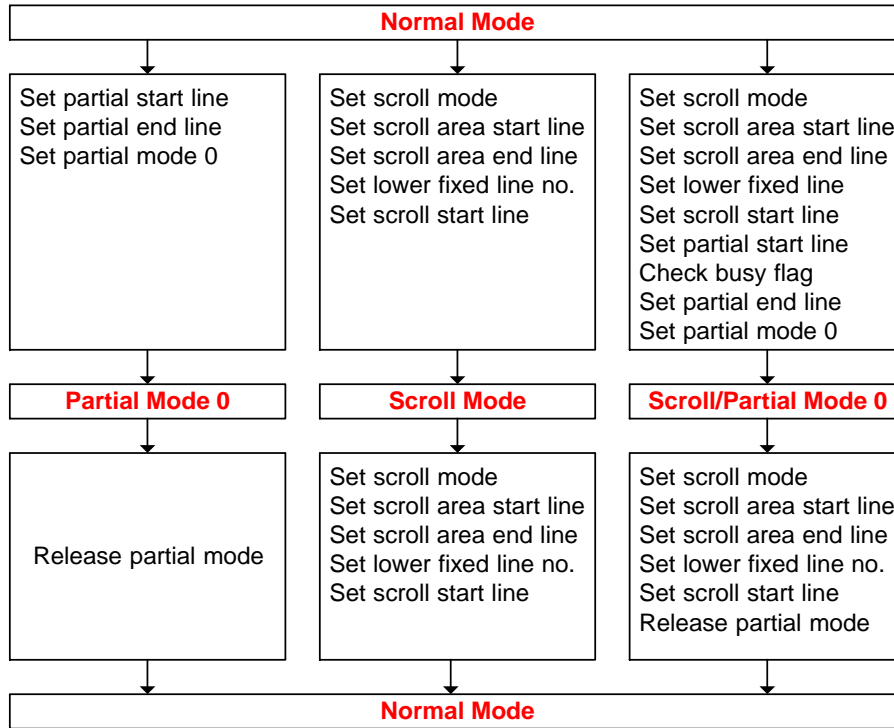 Normal Mode
Set partial start line
Set partial end line
Set partial mode 0
Set scroll mode
Set scroll area start line
Set scroll area end line
Set lower fixed line no.
Set scroll start line
Set scroll mode
Set scroll area start line
Set scroll area end line
Set lower fixed line
Set scroll start line
Set partial start line
Check busy flag
Set partial end line
Set partial mode 0
Partial Mode 0
Scroll Mode
Scroll/Partial Mode 0
Release partial mode
Set scroll mode
Set scroll area start line
Set scroll area end line
Set lower fixed line no.
Set scroll start line
Set scroll mode
Set scroll area start line
Set scroll area end line
Set lower fixed line no.
Set scroll start line
Release partial mode
Normal Mode